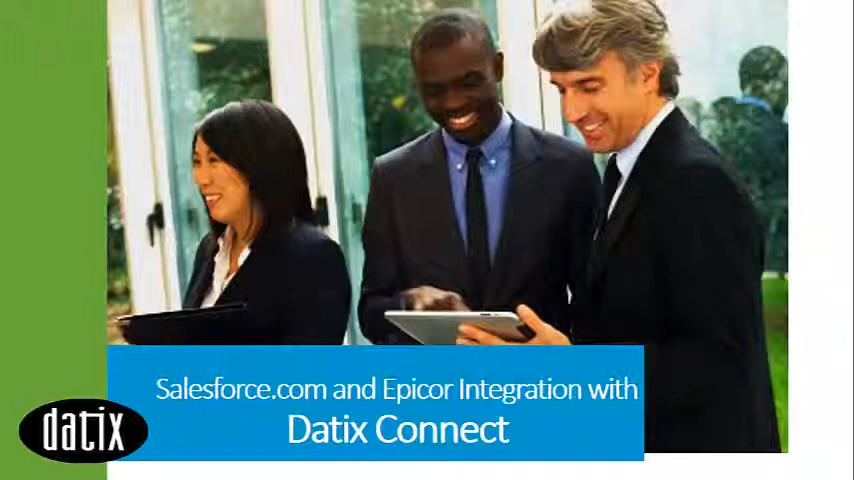 Salesforce.com and Epicor Integration with
Datix Connect
datix